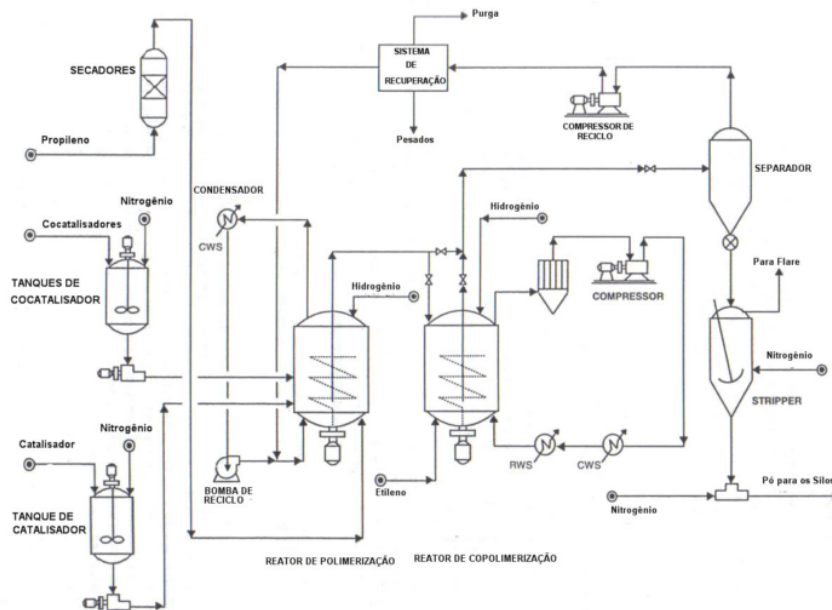 Purga
SISTEMA
DE
RECUPERAÇÃO
SECADORES
COMPRESSOR DE
RECICLO
Pesados
Propileno
SEPARADOR
CONDENSADOR
Nitrogênio
Hidrogênio
Cocatalisadores
CWS
Para Flare
TANQUES DE
COCATALISADOR
Hidrogênio
COMPRESSOR
Nitrogênio
STRIPPER
Nitrogênio
Catalisador
RWS
CWS
BOMBA DE
RECICLO
Etileno
Pó para os Silos
Nitrogênio
TANQUE DE
CATALISADOR
REATOR DE POLIMERIZAÇÃO
REATOR DE COPOLIMERIZAÇÃO